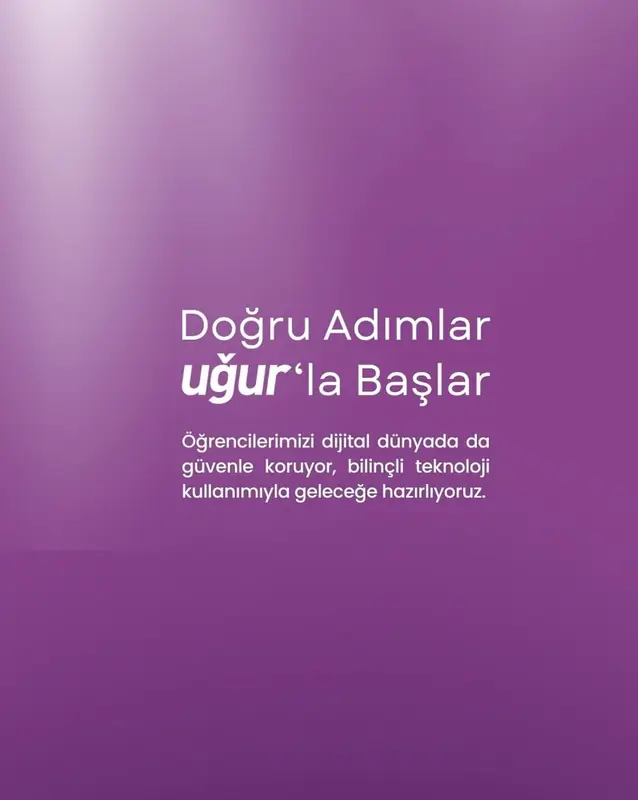 Doğru Adımlar
uğur‘la Başlar
Öğrencilerimizi dijital dünyada da
güvenle koruyor, bilinçli teknoloji
kullanımıyla geleceğe hazırlıyoruz.